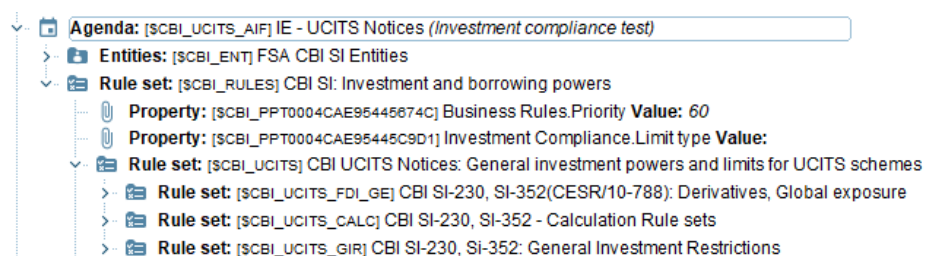 Agenda: [$CBI_UCITS_AIF] IE - UCITS Notices (Investment compliance test)
Entities: [$CBI_ENT] FSA CBI SI Entities
Rule set: [$CBI_RULES] CBI SI: Investment and borrowing powers
Property: [$CBI_PPT0004CAE95445674C] Business Rules.Priority Value: 60
Property: [$CBI_PPT0004CAE95445C9D1] Investment Compliance.Limit type Value:
Rule set: [$CBI_UCITS] CBI UCITS Notices: General investment powers and limits for UCITS schemes
Rule set: [$CBI_UCITS_FDI_GE] CBI SI-230, SI-352(CESR/10-788): Derivatives, Global exposure
Rule set: [$CBI_UCITS_CALC] CBI SI-230, SI-352 - Calculation Rule sets
Rule set: [$CBI_UCITS_GIR] CBI SI-230, Si-352: General Investment Restrictions